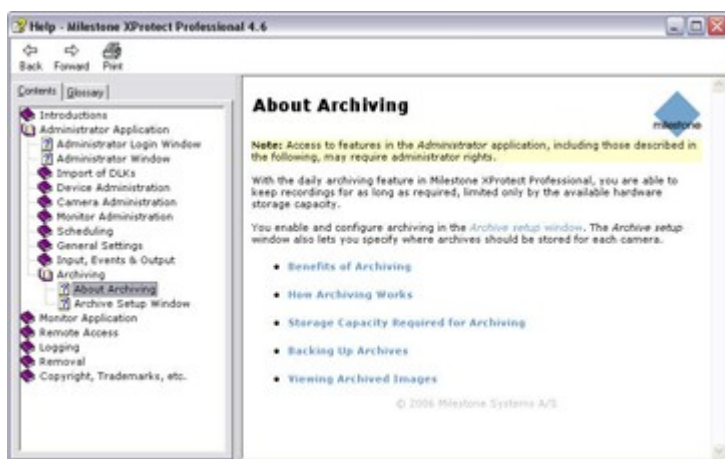 Help - Milestone XProtect Professional 4.6
Back Forward Print
Contents Glossary
Introductions
Administrator Application
Administrator Login Window
Administrator Window
Import of DLKs
Device Administration
Camera Administration
Monitor Administration
Scheduling
General Settings
Input, Events & Output
Archiving
About Archiving
Archive Setup Window
Monitor Application
Remote Access
Logging
Removal
Copyright, Trademarks, etc.
About Archiving
milestone
Note: Access to features in the Administrator application, including those described in
the following, may require administrator rights.
With the daily archiving feature in Milestone XProtect Professional, you are able to
keep recordings for as long as required, limited only by the available hardware
storage capacity.
You enable and configure archiving in the Archive setup window. The Archive setup
window also lets you specify where archives should be stored for each camera.
• Benefits of Archiving
• How Archiving Works
• Storage Capacity Required for Archiving
• Backing Up Archives
• Viewing Archived Images
© 2006 Milestone Systems A/S